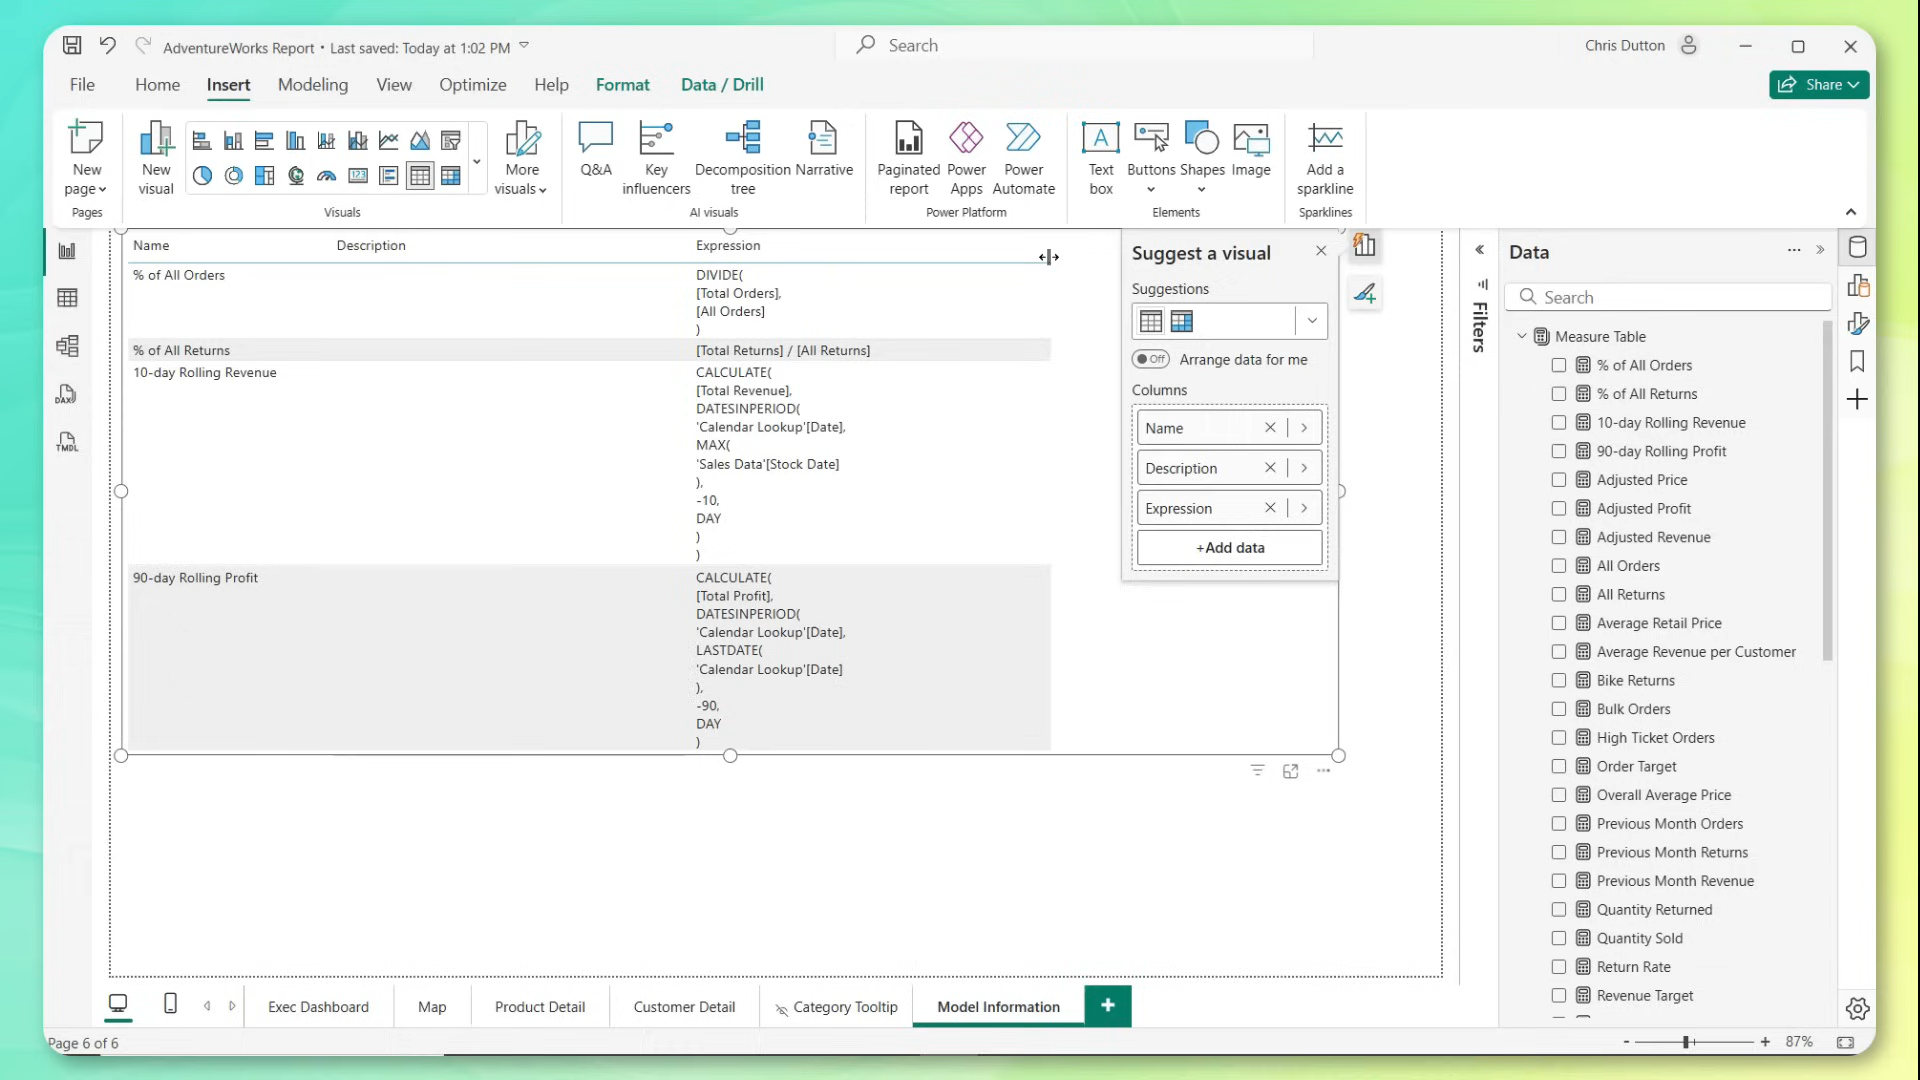 AdventureWorks Report • Last saved: Today at 1:02 PM
Search
Chris Dutton
File
Home
Insert
Modeling
View
Optimize
Help
Format
Data / Drill
Share
New page
New visual
More visuals
Q&A
Key influencers
Decomposition tree
Narrative
Paginated report
Power Apps
Power Automate
Text box
Buttons
Shapes
Image
Add a sparkline
Pages
Visuals
AI visuals
Power Platform
Elements
Sparklines
123
DAX
TMDL
Name
Description
Expression
% of All Orders
DIVIDE(
[Total Orders],
[All Orders]
)
% of All Returns
[Total Returns] / [All Returns]
10-day Rolling Revenue
CALCULATE(
[Total Revenue],
DATESINPERIOD(
'Calendar Lookup'[Date],
MAX(
'Sales Data'[Stock Date]
),
-10,
DAY
)
)
90-day Rolling Profit
CALCULATE(
[Total Profit],
DATESINPERIOD(
'Calendar Lookup'[Date],
LASTDATE(
'Calendar Lookup'[Date]
),
-90,
DAY
)
Suggest a visual
Suggestions
Off
Arrange data for me
Columns
Name
Description
Expression
+Add data
Filters
Data
Search
Measure Table
% of All Orders
% of All Returns
10-day Rolling Revenue
90-day Rolling Profit
Adjusted Price
Adjusted Profit
Adjusted Revenue
All Orders
All Returns
Average Retail Price
Average Revenue per Customer
Bike Returns
Bulk Orders
High Ticket Orders
Order Target
Overall Average Price
Previous Month Orders
Previous Month Returns
Previous Month Revenue
Quantity Returned
Quantity Sold
Return Rate
Revenue Target
Exec Dashboard
Map
Product Detail
Customer Detail
Category Tooltip
Model Information
+
Page 6 of 6
- + 87%